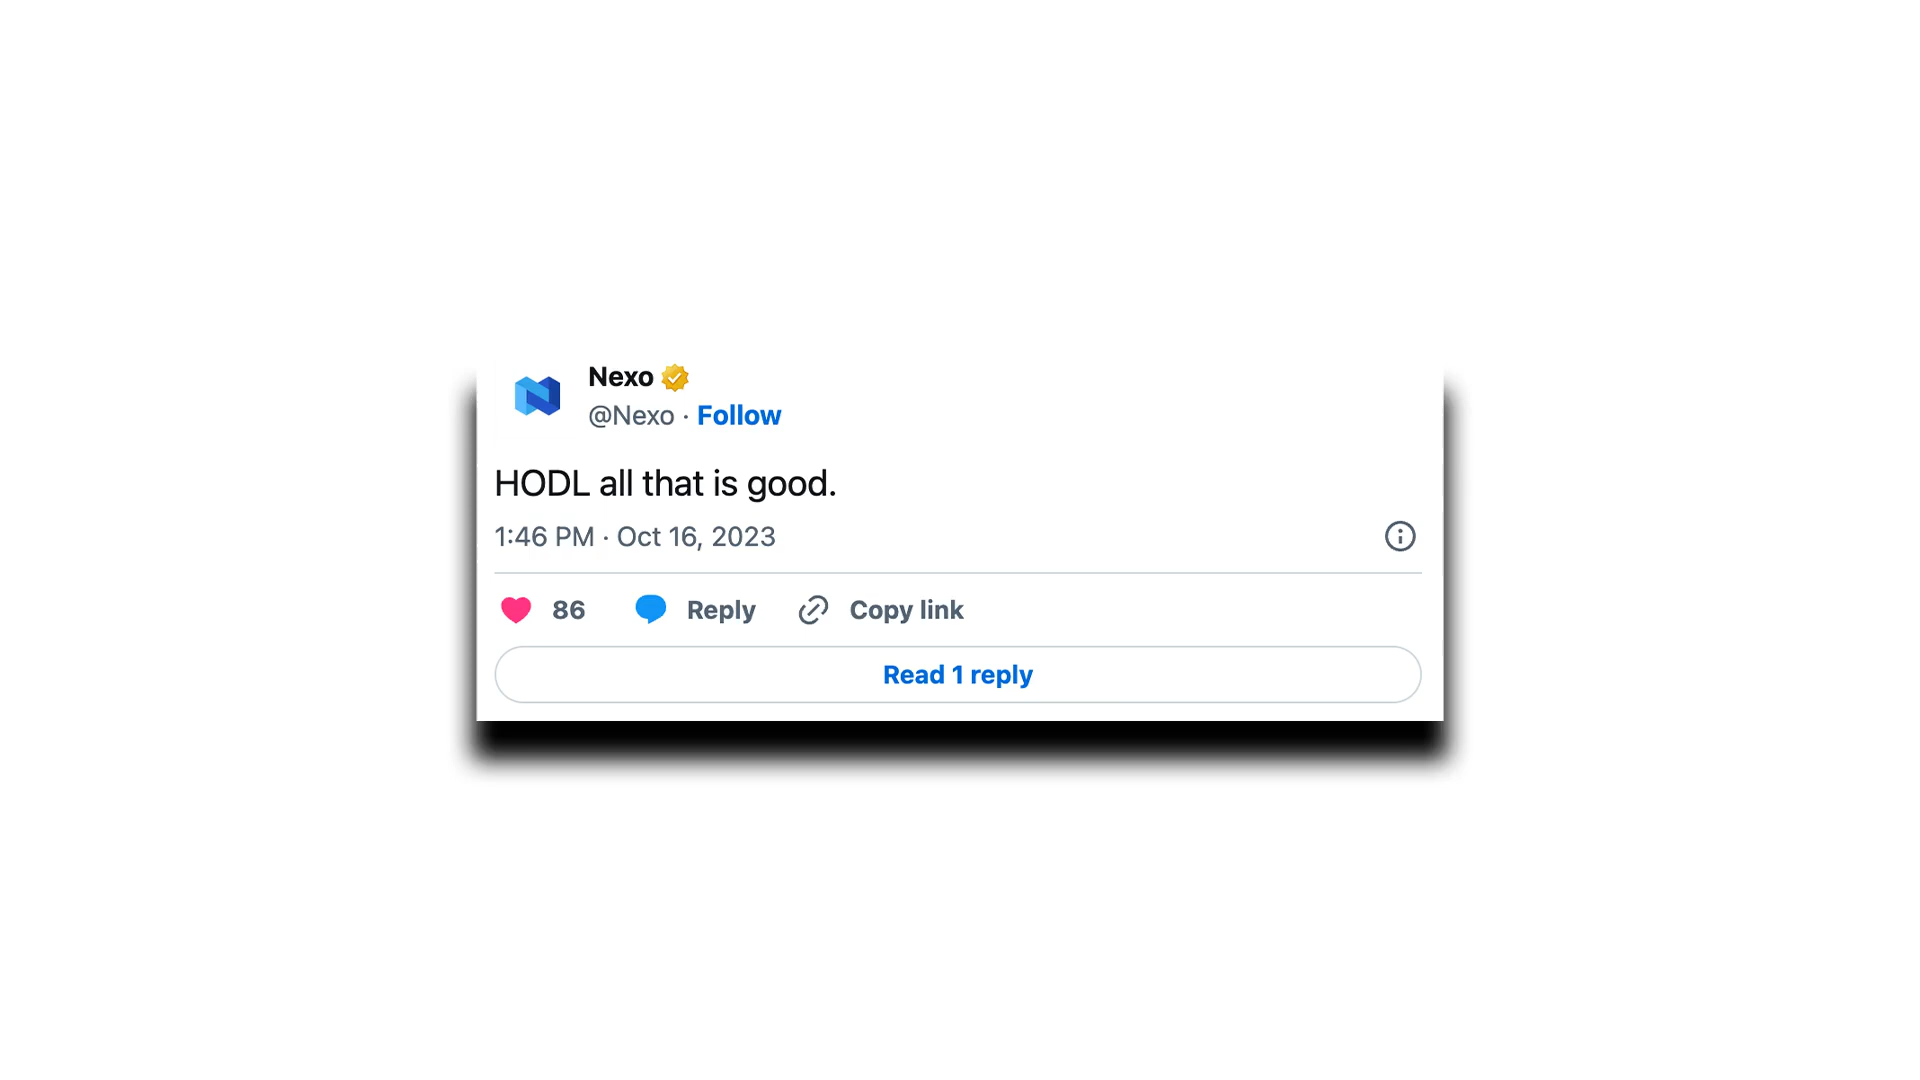 Nexo
@Nexo · Follow
HODL all that is good.
1:46 PM · Oct 16, 2023
86 Reply Copy link
Read 1 reply